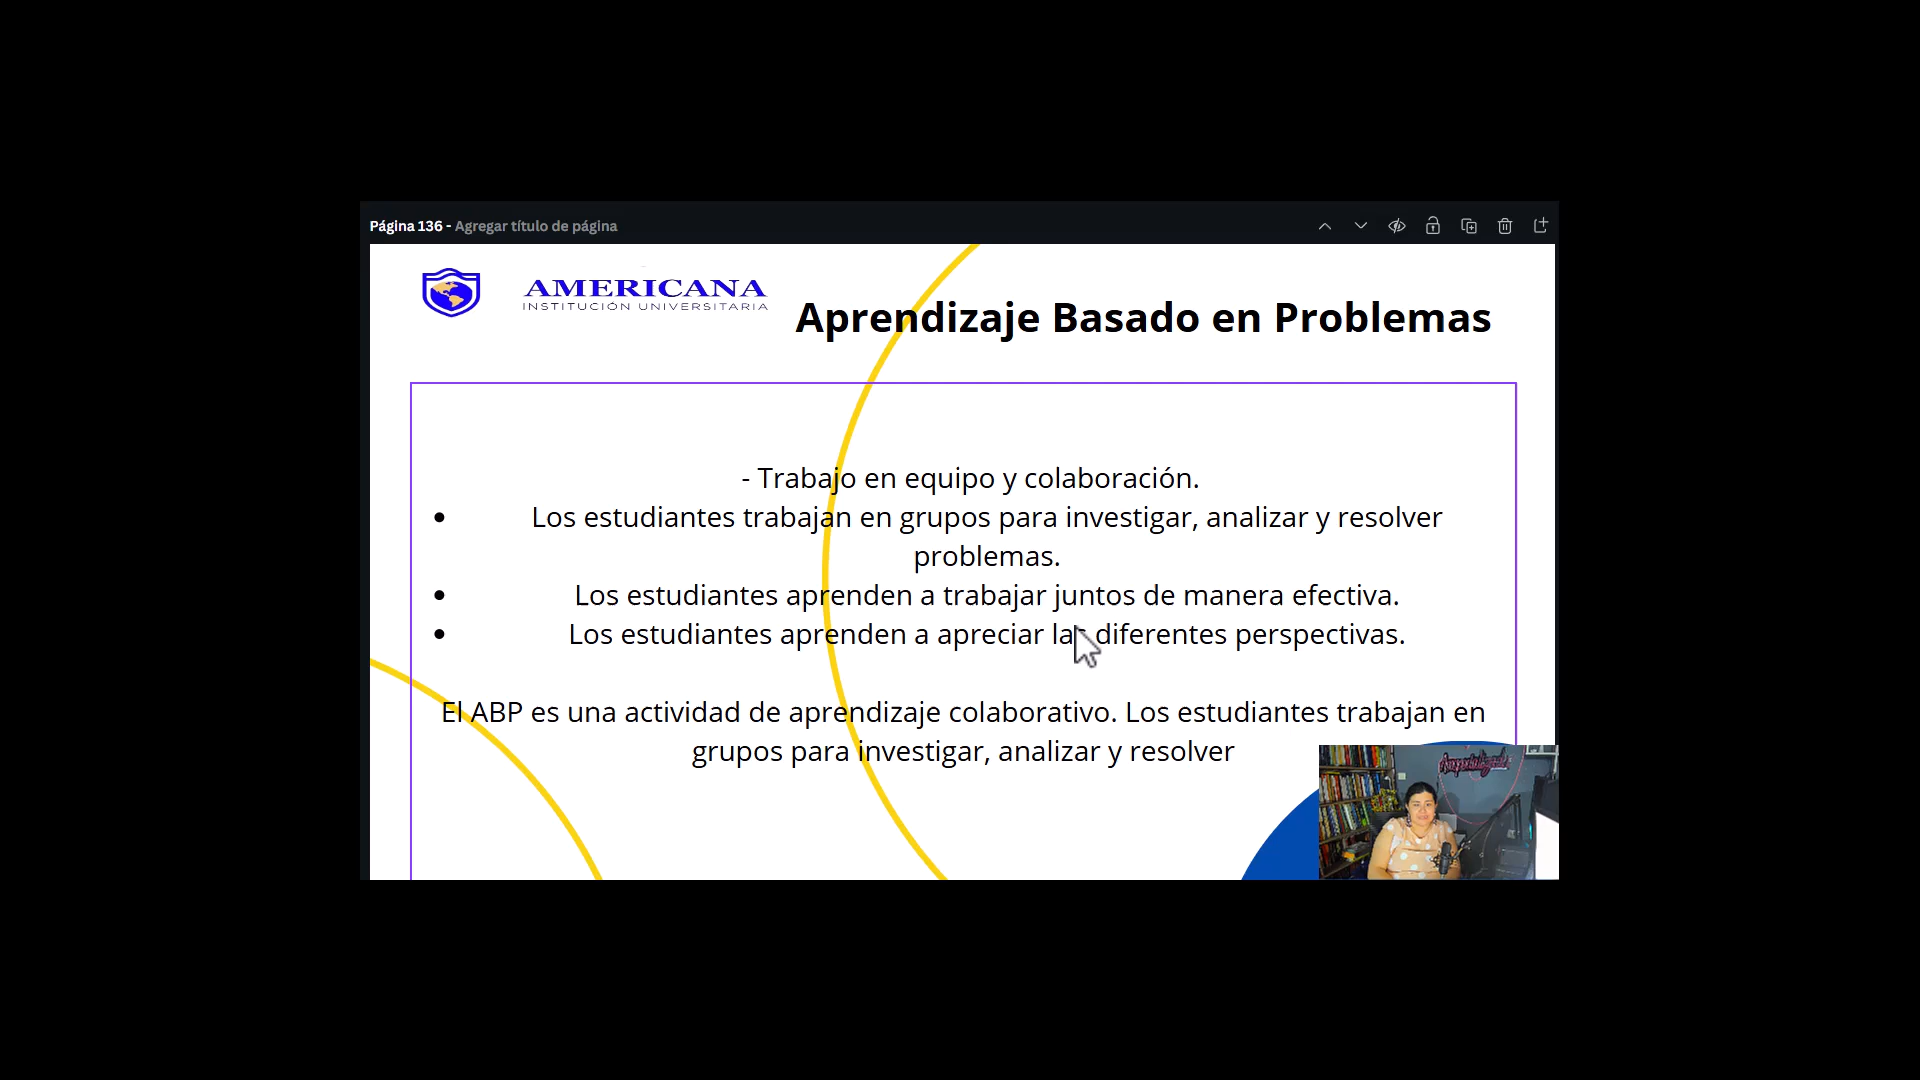 Página 136 - Agregar título de página
AMERICANA
INSTITUCIÓN UNIVERSITARIA
Aprendizaje Basado en Problemas
- Trabajo en equipo y colaboración.
• Los estudiantes trabajan en grupos para investigar, analizar y resolver
problemas.
• Los estudiantes aprenden a trabajar juntos de manera efectiva.
• Los estudiantes aprenden a apreciar las diferentes perspectivas.
El ABP es una actividad de aprendizaje colaborativo. Los estudiantes trabajan en
grupos para investigar, analizar y resolver